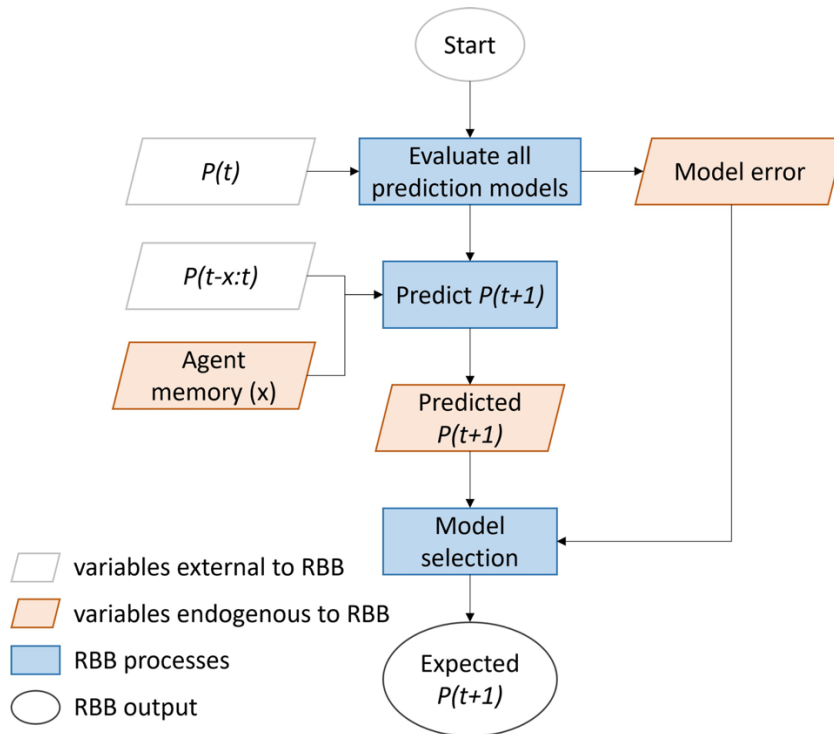 Start
P(t)
Evaluate all
prediction models
Model error
P(t-x:t)
Predict P(t+1)
Agent
memory (x)
Predicted
P(t+1)
Model
selection
variables external to RBB
variables endogenous to RBB
RBB processes
RBB output
Expected
P(t+1)